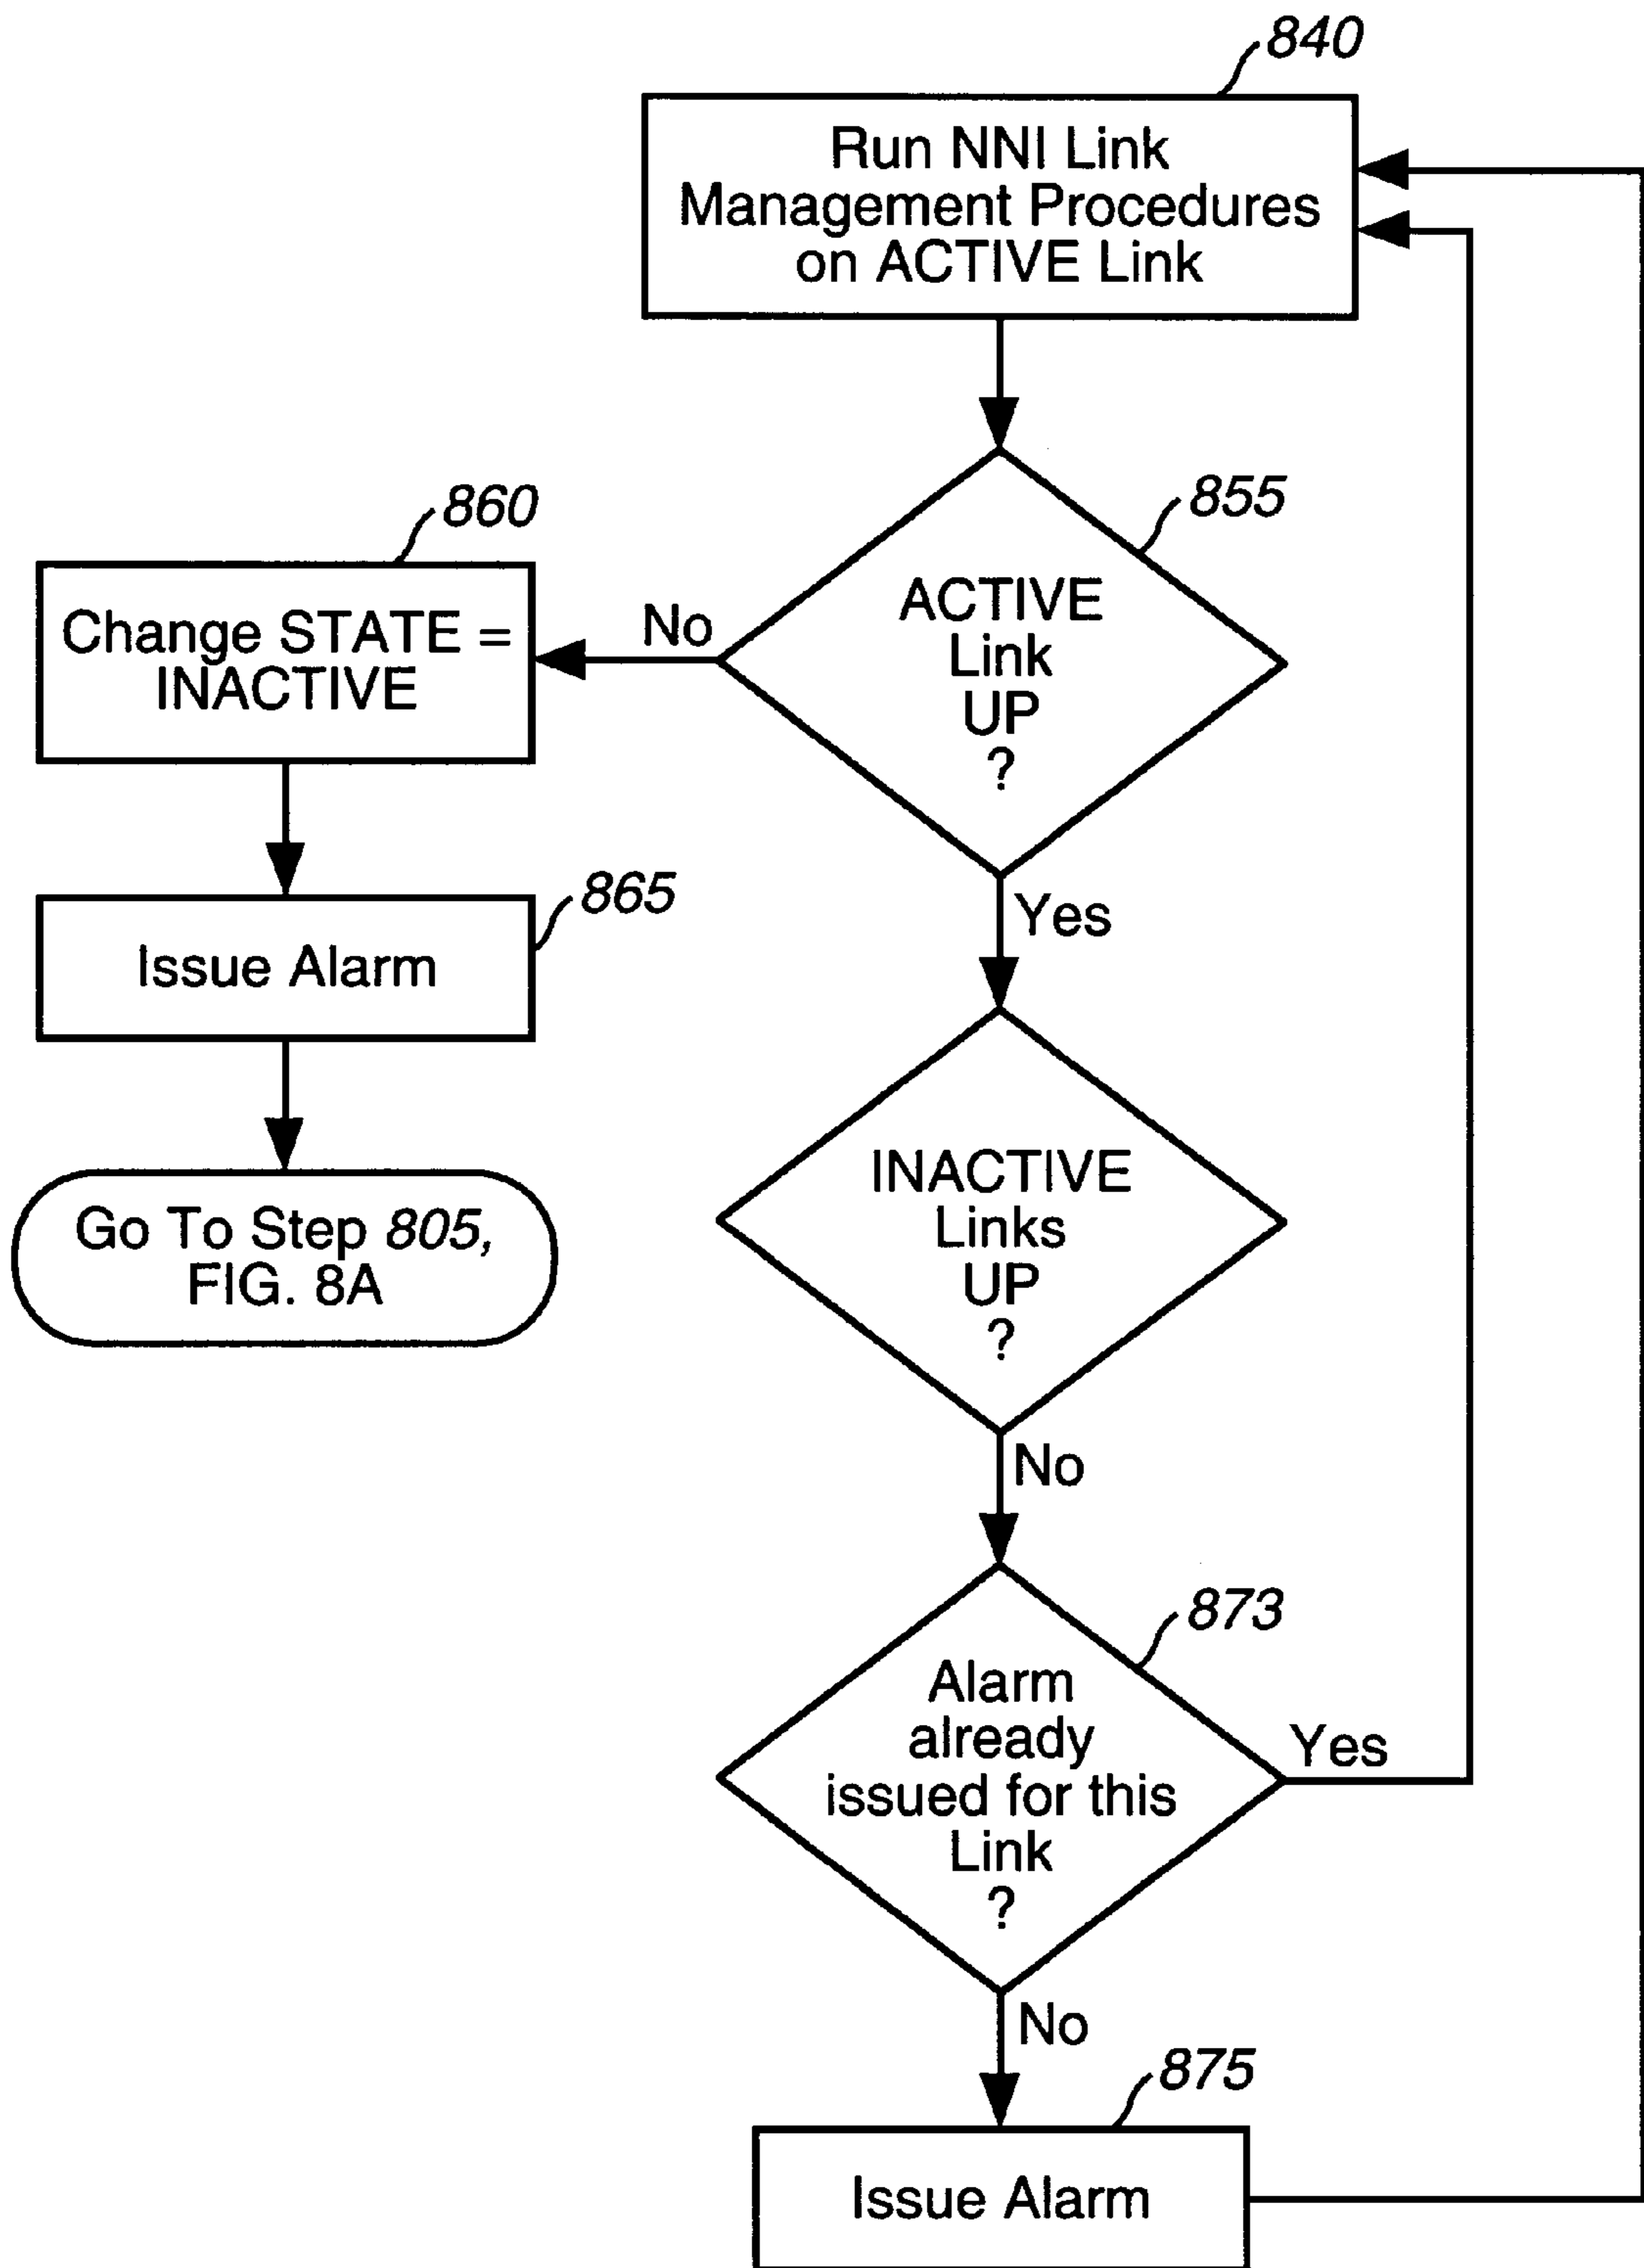 840
Run NNI Link
Management Procedures
on ACTIVE Link
855
ACTIVE
Link
UP
?
No
860
Change STATE =
INACTIVE
865
Issue Alarm
Go To Step 805,
FIG. 8A
Yes
INACTIVE
Links
UP
?
No
873
Alarm
already
issued for this
Link
?
Yes
No
875
Issue Alarm